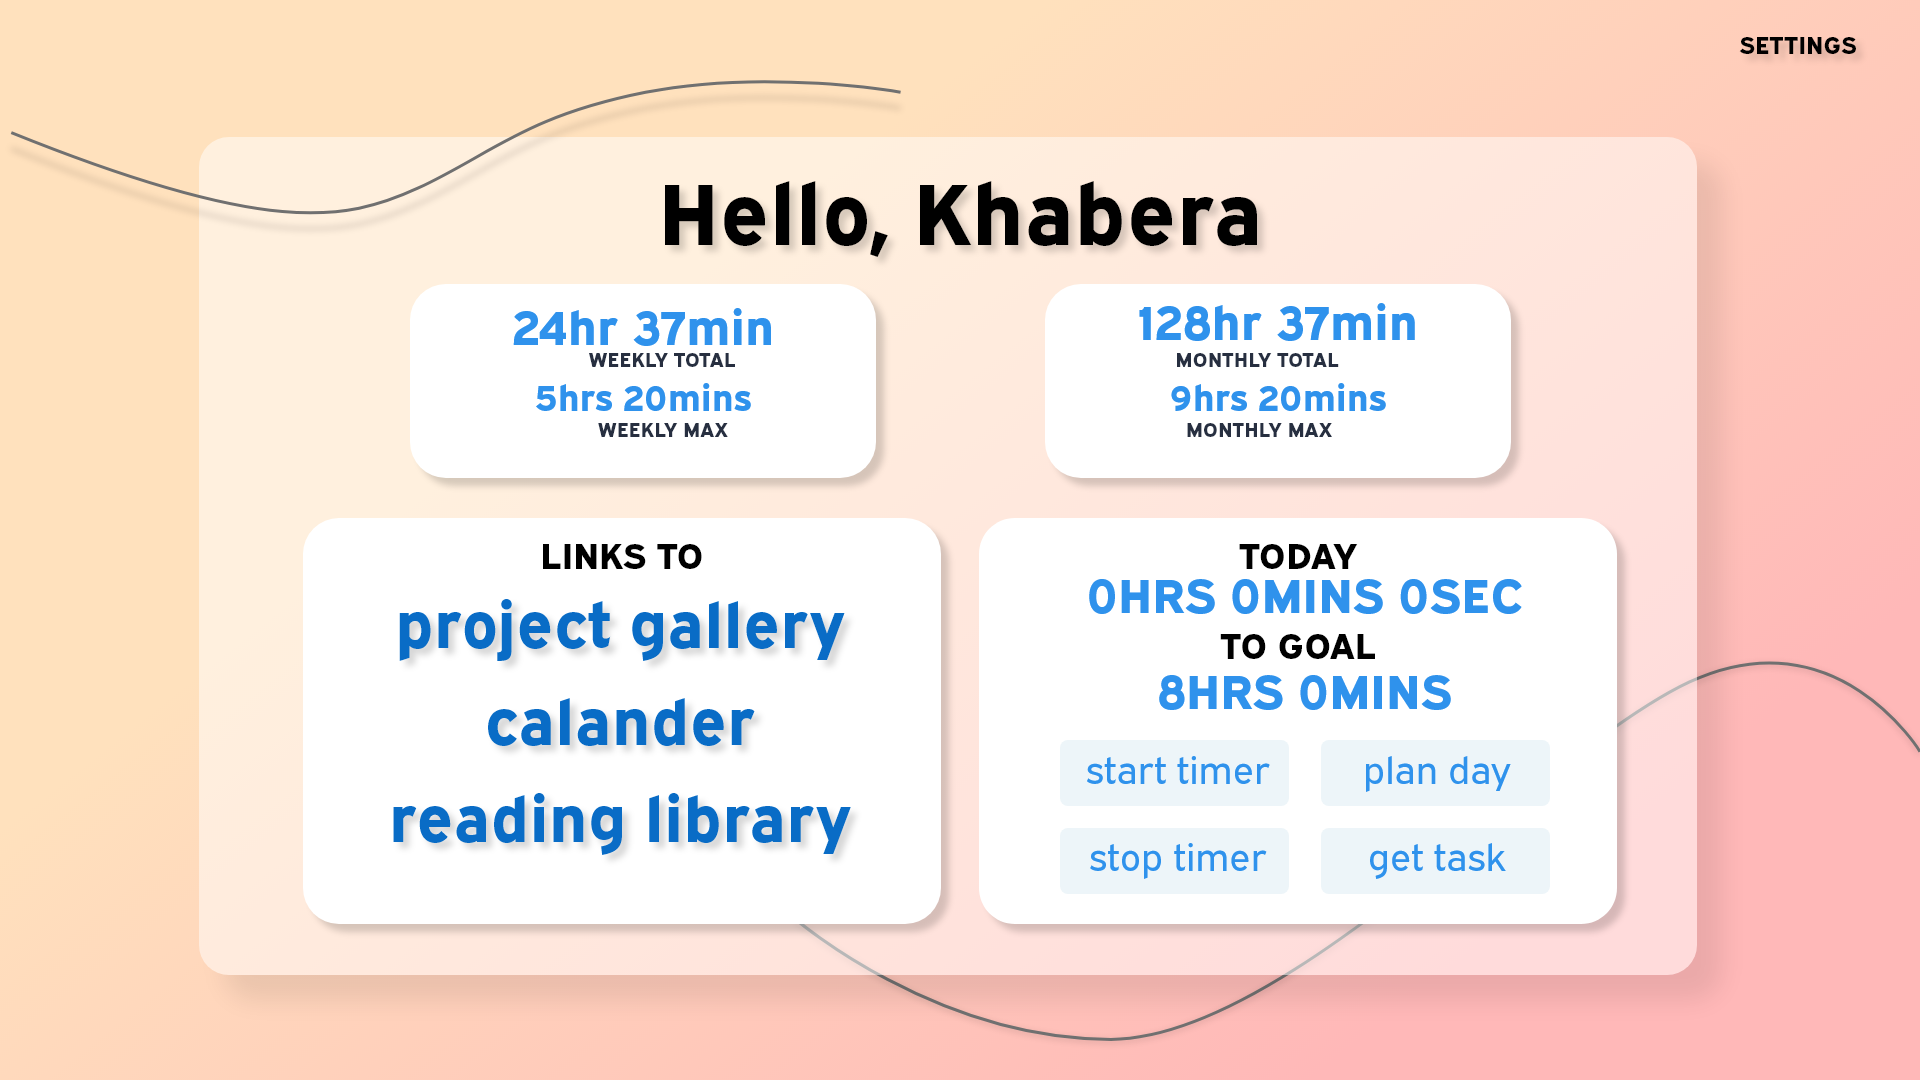 SETTINGS
Hello, Khabera
24hr 37min
WEEKLY TOTAL
5hrs 20mins
WEEKLY MAX
128hr 37min
MONTHLY TOTAL
9hrs 20mins
MONTHLY MAX
LINKS TO
project gallery
calander
reading library
TODAY
0HRS 0MINS 0SEC
TO GOAL
8HRS 0MINS
start timer
plan day
stop timer
get task